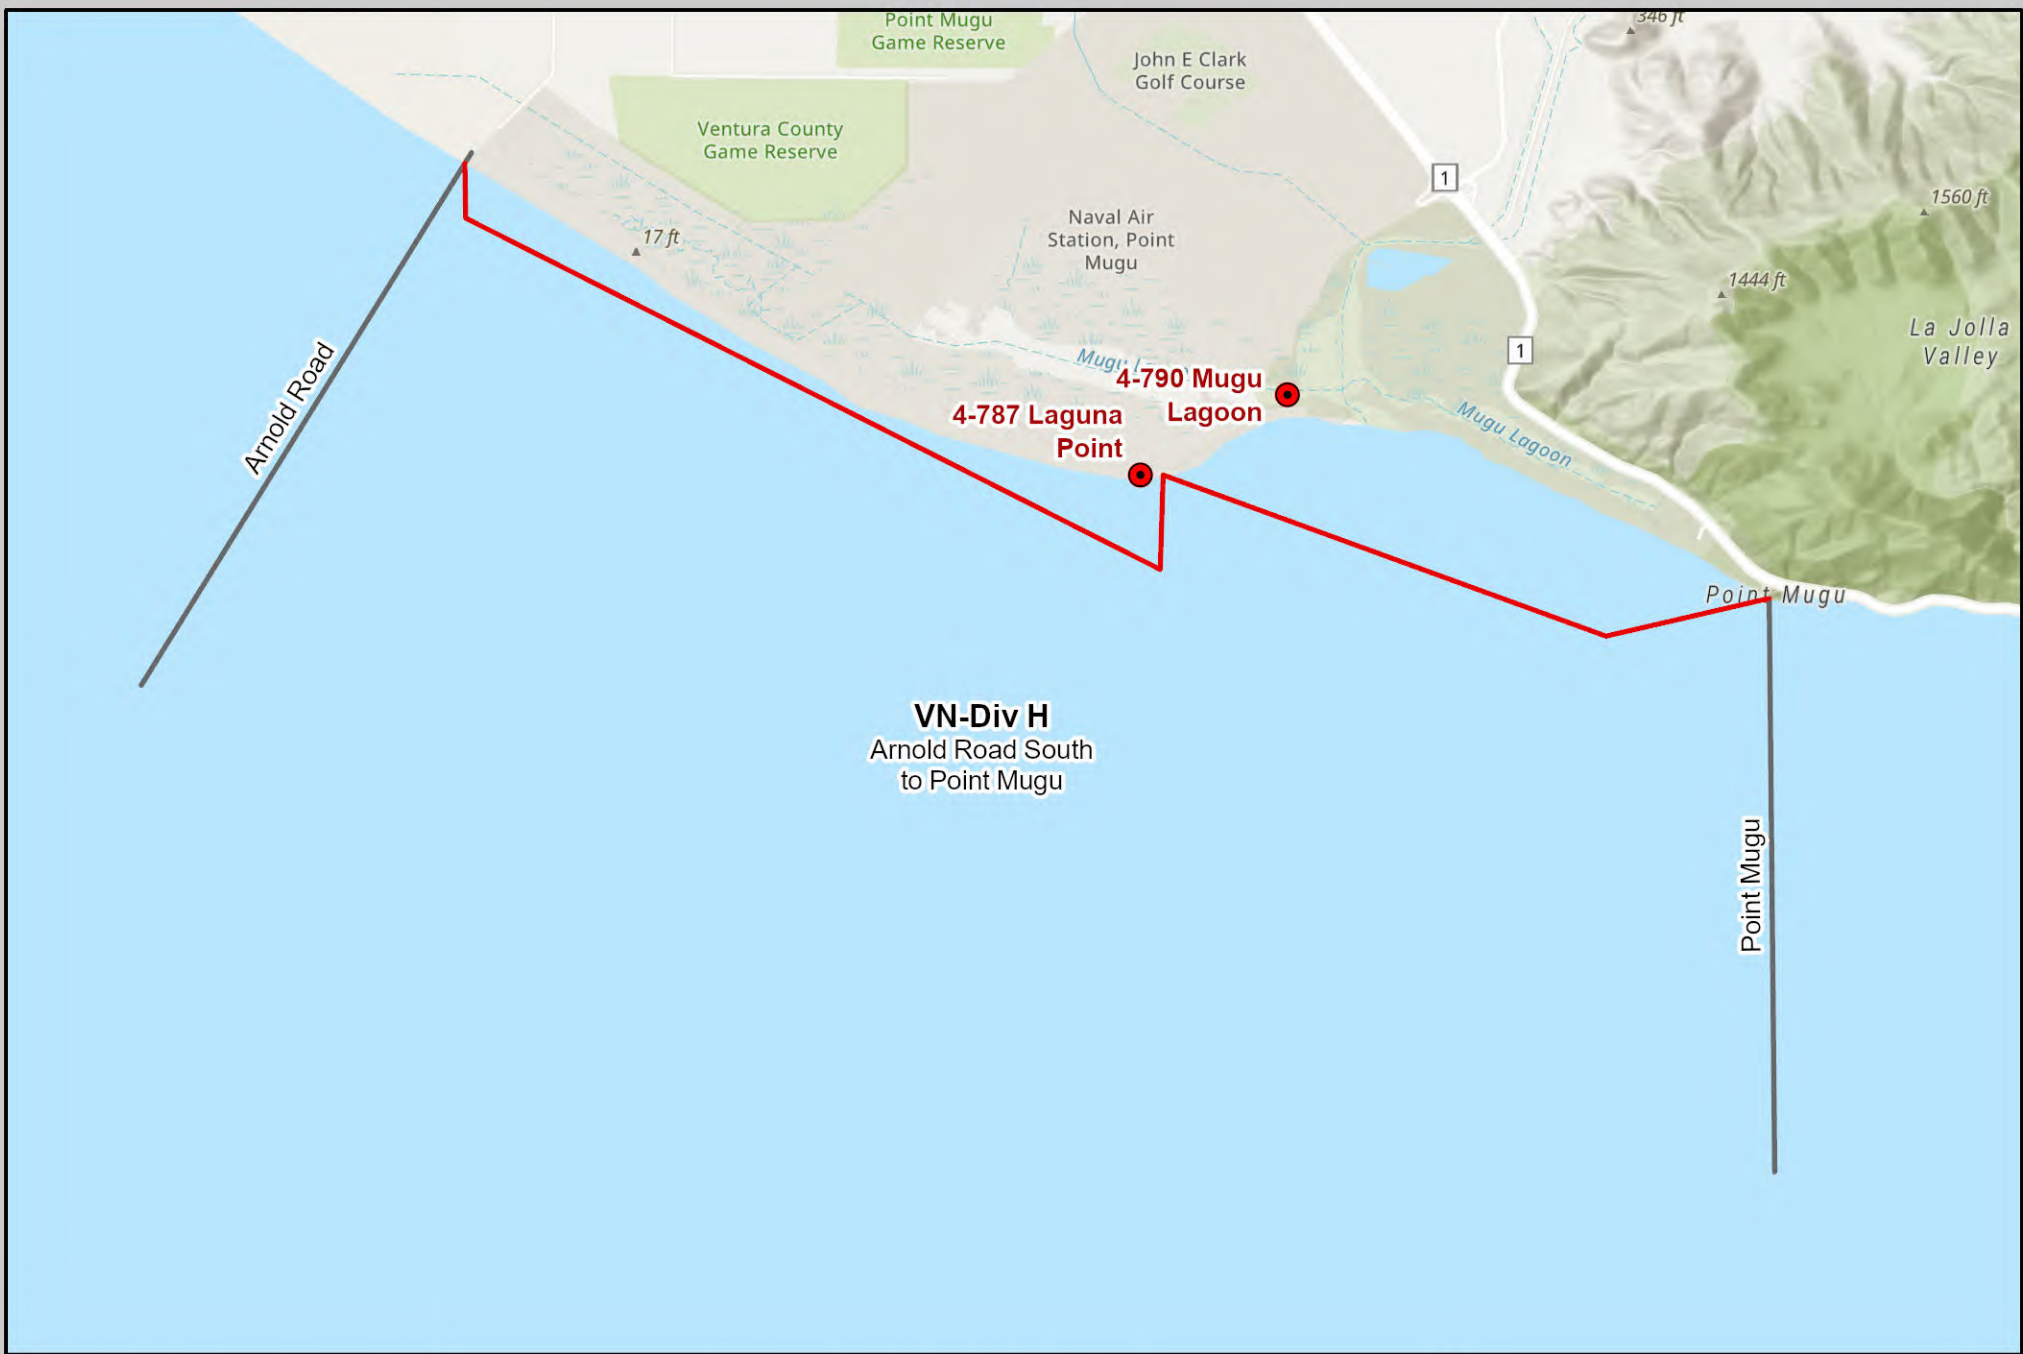 Point Mugu
Game Reserve
346 ft
John E Clark
Golf Course
Ventura County
Game Reserve
1
1560 ft
Naval Air
Station, Point
Mugu
17 ft
1444 ft
La Jolla
Valley
1
Mugu L
4-790 Mugu
Lagoon
4-787 Laguna
Point
Mugu Lagoon
Arnold Road
Point Mugu
VN-Div H
Arnold Road South
to Point Mugu
Point Mugu